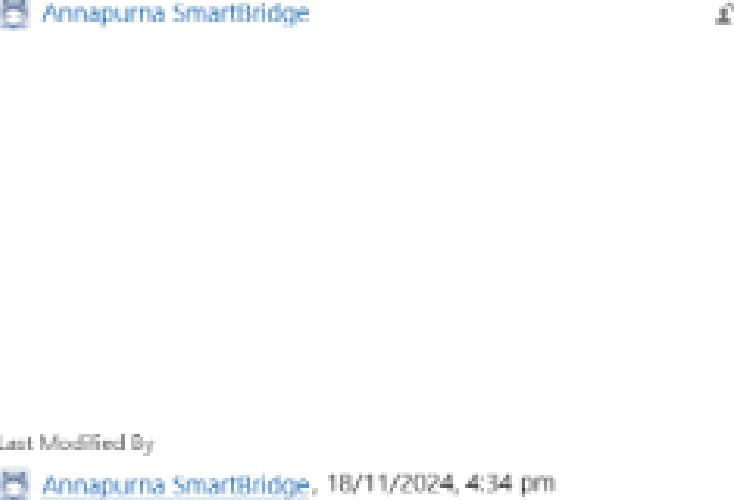 Annapurna SmartBridge
Last Modified By
Annapurna SmartBridge, 18/11/2024, 4:34 pm